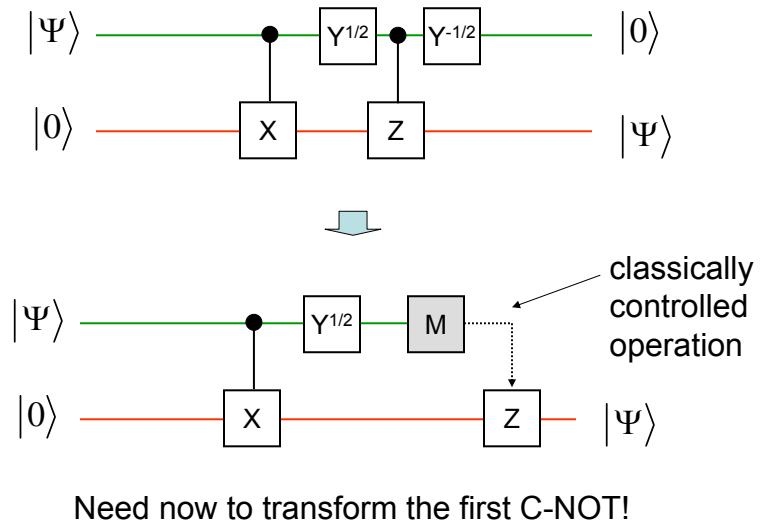 |Ψ⟩ Y1/2 Y-1/2 |0⟩
|0⟩ X Z |Ψ⟩
classically
controlled
operation
|Ψ⟩ Y1/2 M
|0⟩ X Z |Ψ⟩
Need now to transform the first C-NOT!